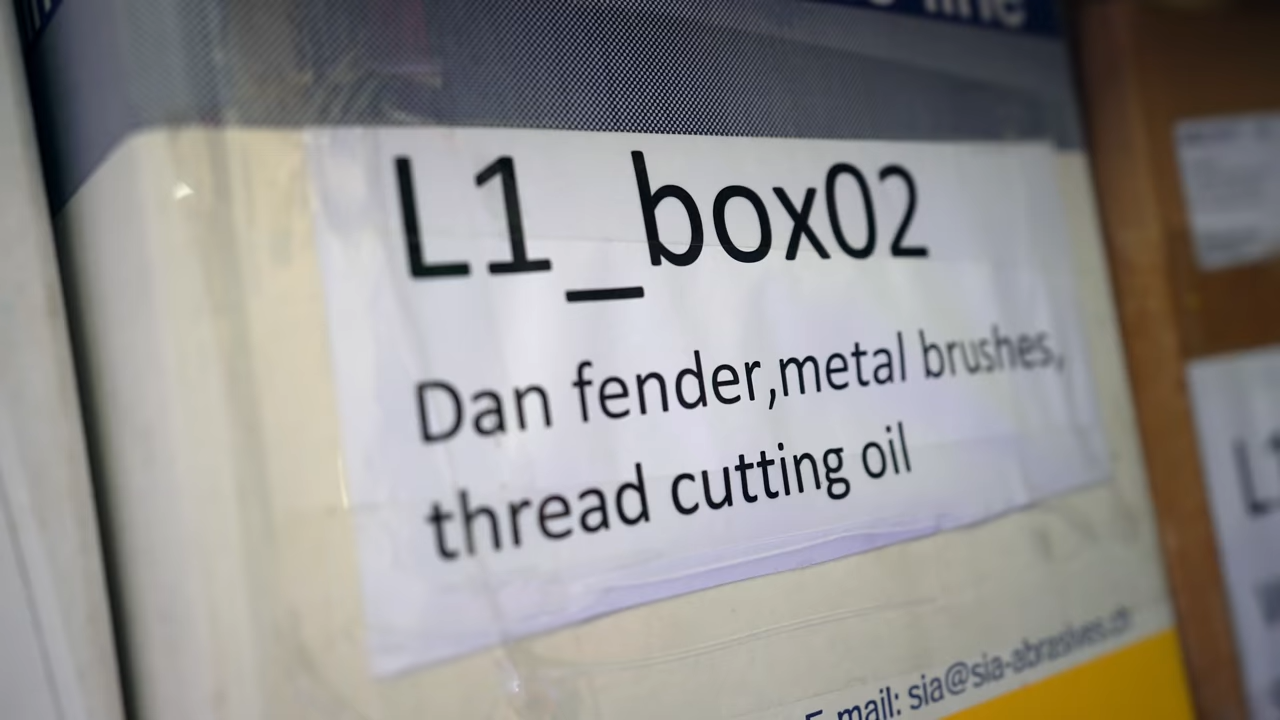 L1_box02
Dan fender,metal brushes,
thread cutting oil
E-mail: sia@sia-abrasives.ch